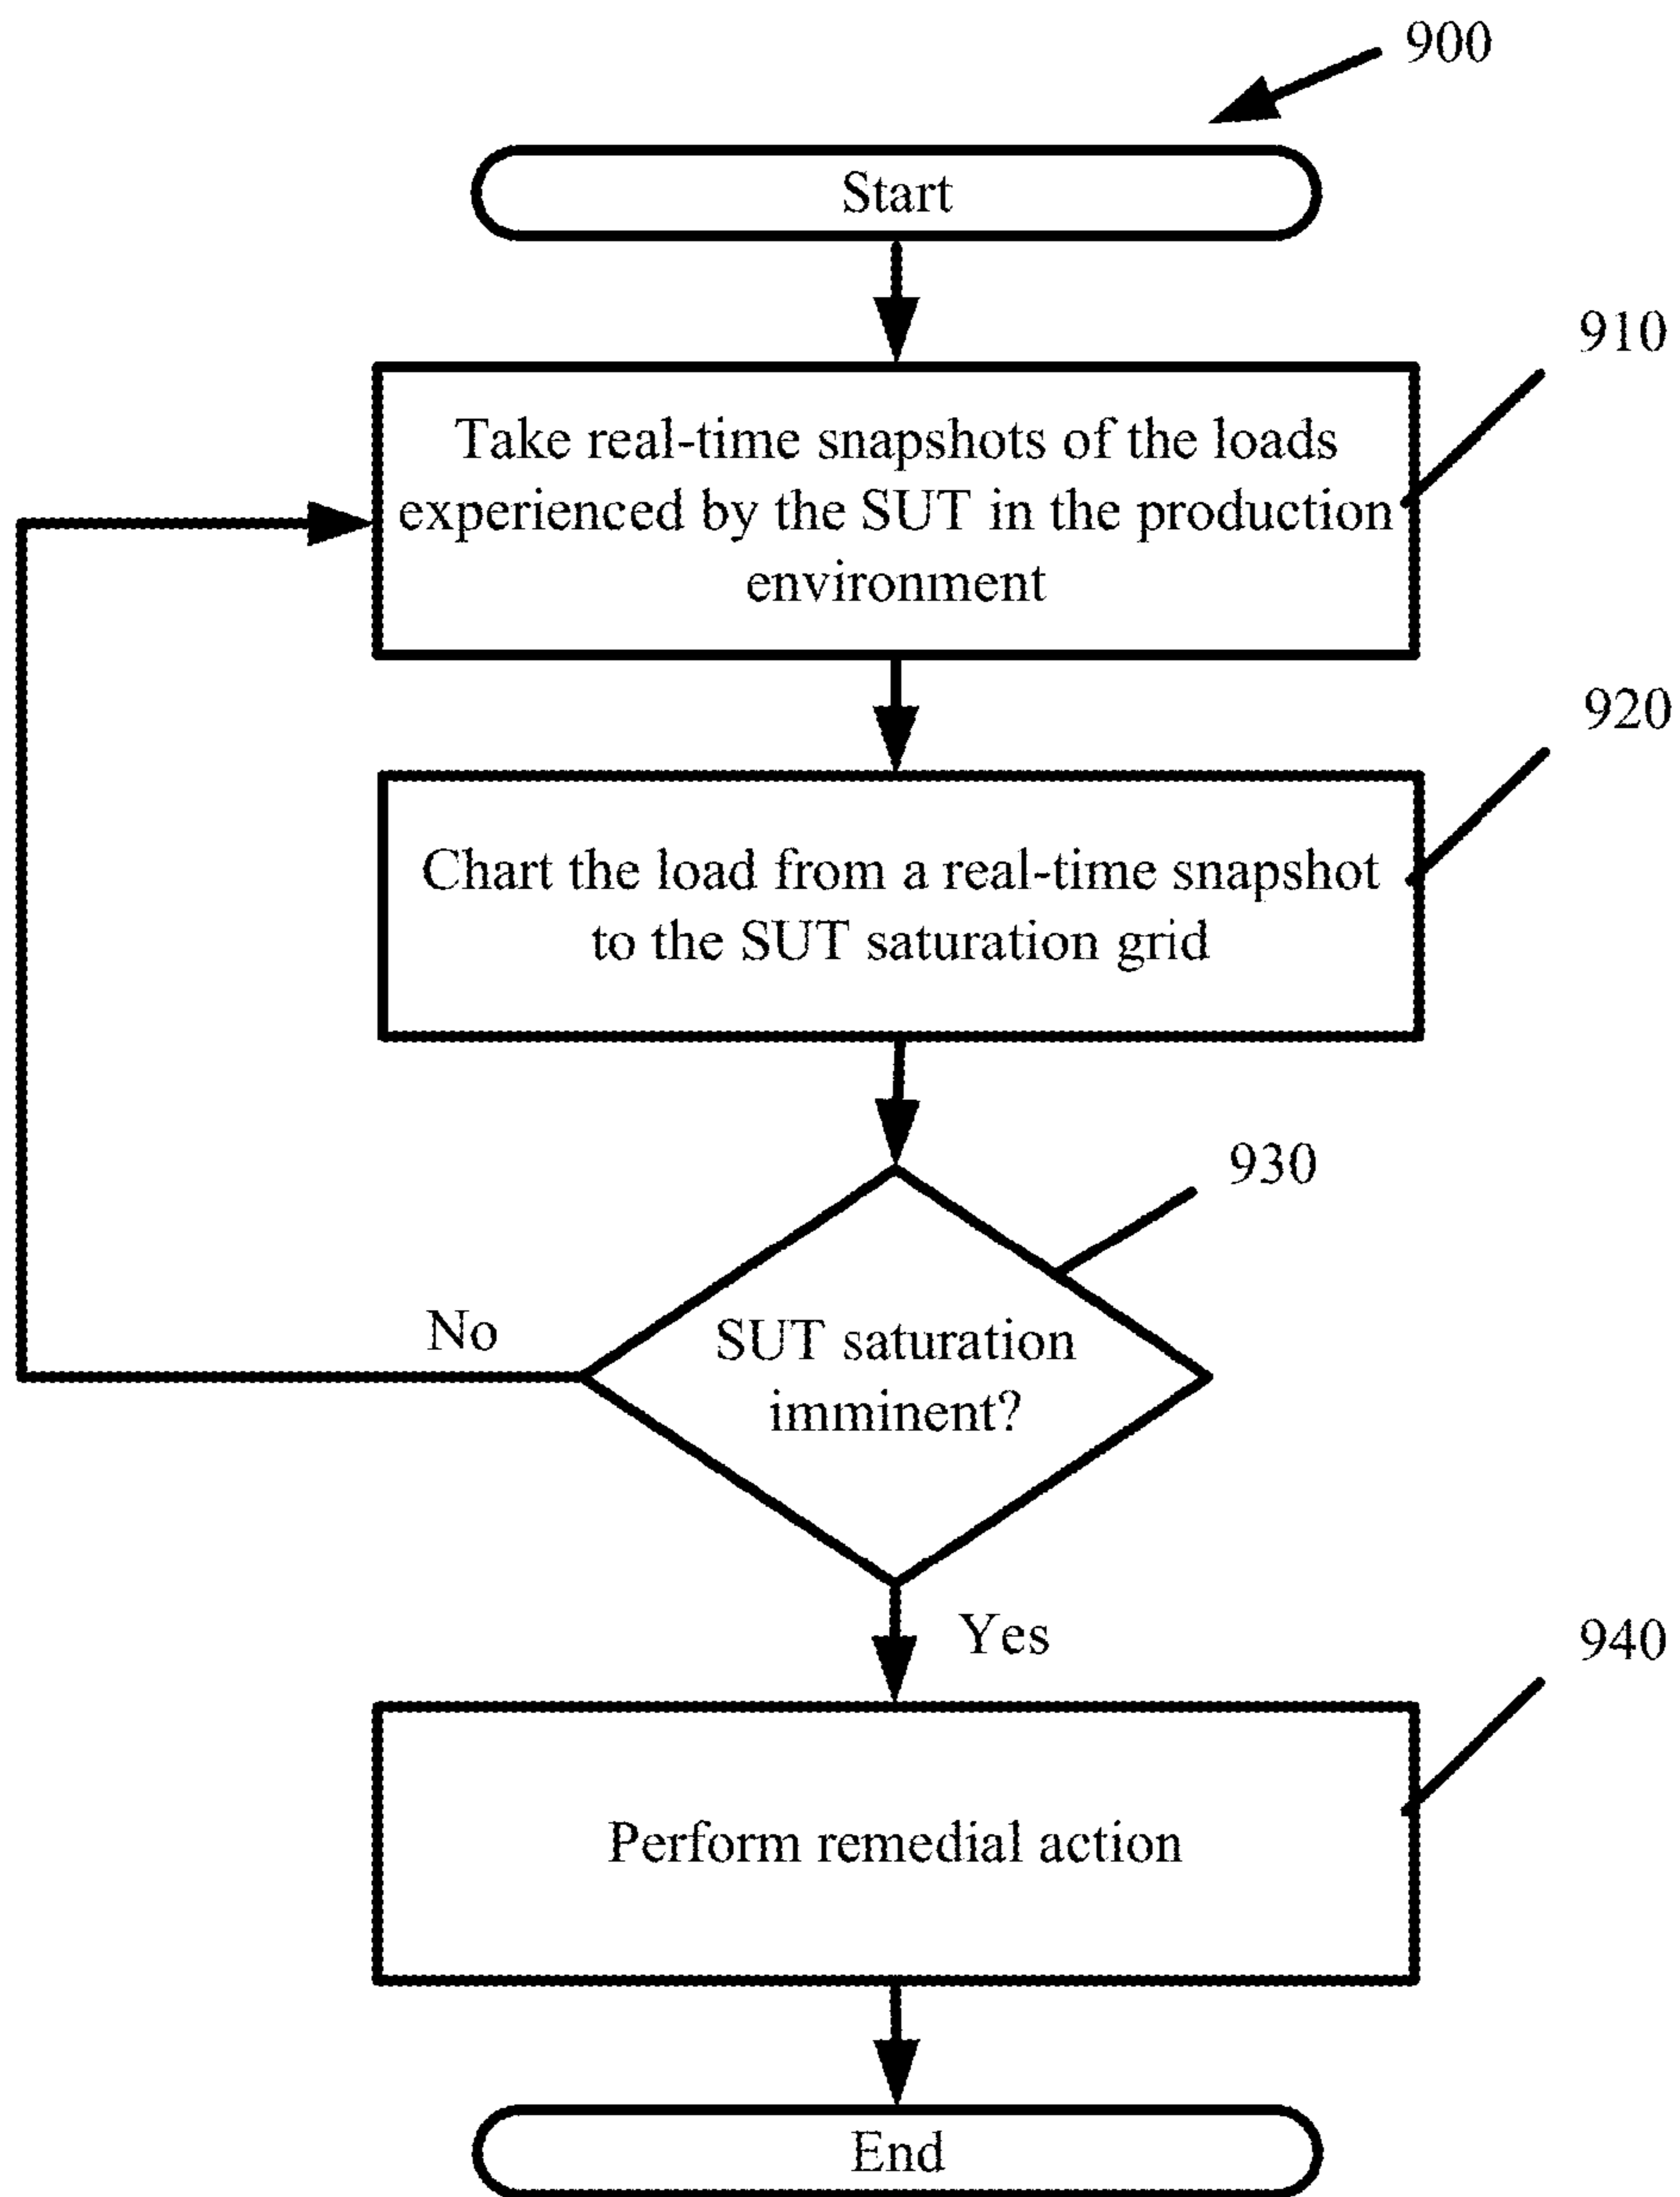 900
Start
910
Take real-time snapshots of the loads
experienced by the SUT in the production
environment
920
Chart the load from a real-time snapshot
to the SUT saturation grid
930
No
SUT saturation
imminent?
Yes
940
Perform remedial action
End